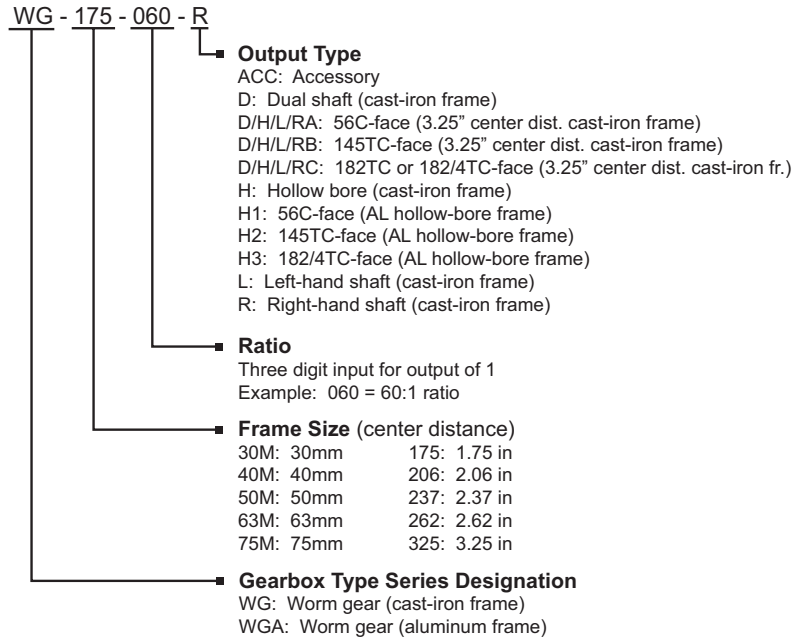 WG - 175 - 060 - R
Output Type
ACC: Accessory
D: Dual shaft (cast-iron frame)
D/H/L/RA: 56C-face (3.25” center dist. cast-iron frame)
D/H/L/RB: 145TC-face (3.25” center dist. cast-iron frame)
D/H/L/RC: 182TC or 182/4TC-face (3.25” center dist. cast-iron fr.)
H: Hollow bore (cast-iron frame)
H1: 56C-face (AL hollow-bore frame)
H2: 145TC-face (AL hollow-bore frame)
H3: 182/4TC-face (AL hollow-bore frame)
L: Left-hand shaft (cast-iron frame)
R: Right-hand shaft (cast-iron frame)
Ratio
Three digit input for output of 1
Example: 060 = 60:1 ratio
Frame Size (center distance)
30M: 30mm 175: 1.75 in
40M: 40mm 206: 2.06 in
50M: 50mm 237: 2.37 in
63M: 63mm 262: 2.62 in
75M: 75mm 325: 3.25 in
Gearbox Type Series Designation
WG: Worm gear (cast-iron frame)
WGA: Worm gear (aluminum frame)